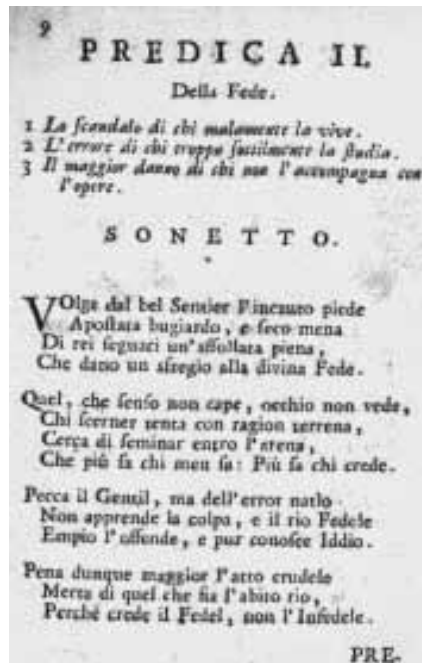 9
PREDICA II.
Della Fede.
1 Lo scandalo di chi malamente la vive.
2 L'errore di chi troppo sottilmente la studia.
3 Il maggior danno di chi non l'accompagna con
l'opere.
SONETTO.
VOlge dal bel Sentier l'incauto piede
Apostata bugiardo, e seco mena
Di rei seguaci un'affollata piena,
Che dano un sfregio alla divina Fede.
Quel, che senso non cape, occhio non vede,
Chi scerner tenta con ragion terrena,
Cerca di seminar entro l'arena,
Che più sa chi men sa: Più sa chi crede.
Pecca il Gentil, ma dell'error natìo
Non apprende la colpa, e il rio Fedele
Empio l'offende, e pur conosce Iddio.
Pena dunque maggior l'atto crudele
Merta di quel che sia l'abito rio,
Perchè crede il Fedel, non l'Infedele.
PRE-